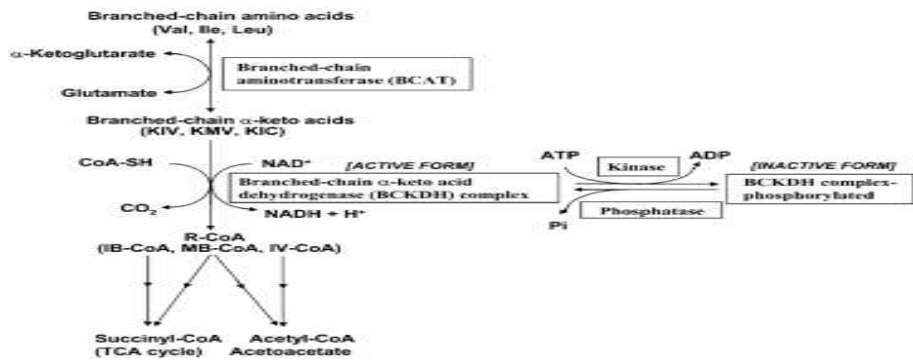 Branched-chain amino acids
(Val, Ile, Leu)
α-Ketoglutarate
Glutamate
Branched-chain
aminotransferase (BCAT)
Branched-chain α-keto acids
(KIV, KMV, KIC)
CoA-SH
NAD⁺
[ACTIVE FORM]
ATP
Kinase
ADP
[INACTIVE FORM]
Branched-chain α-keto acid
dehydrogenase (BCKDH) complex
BCKDH complex-
phosphorylated
CO₂
NADH + H⁺
Pi
Phosphatase
R-CoA
(IB-CoA, MB-CoA, IV-CoA)
Succinyl-CoA
(TCA cycle)
Acetyl-CoA
Acetoacetate